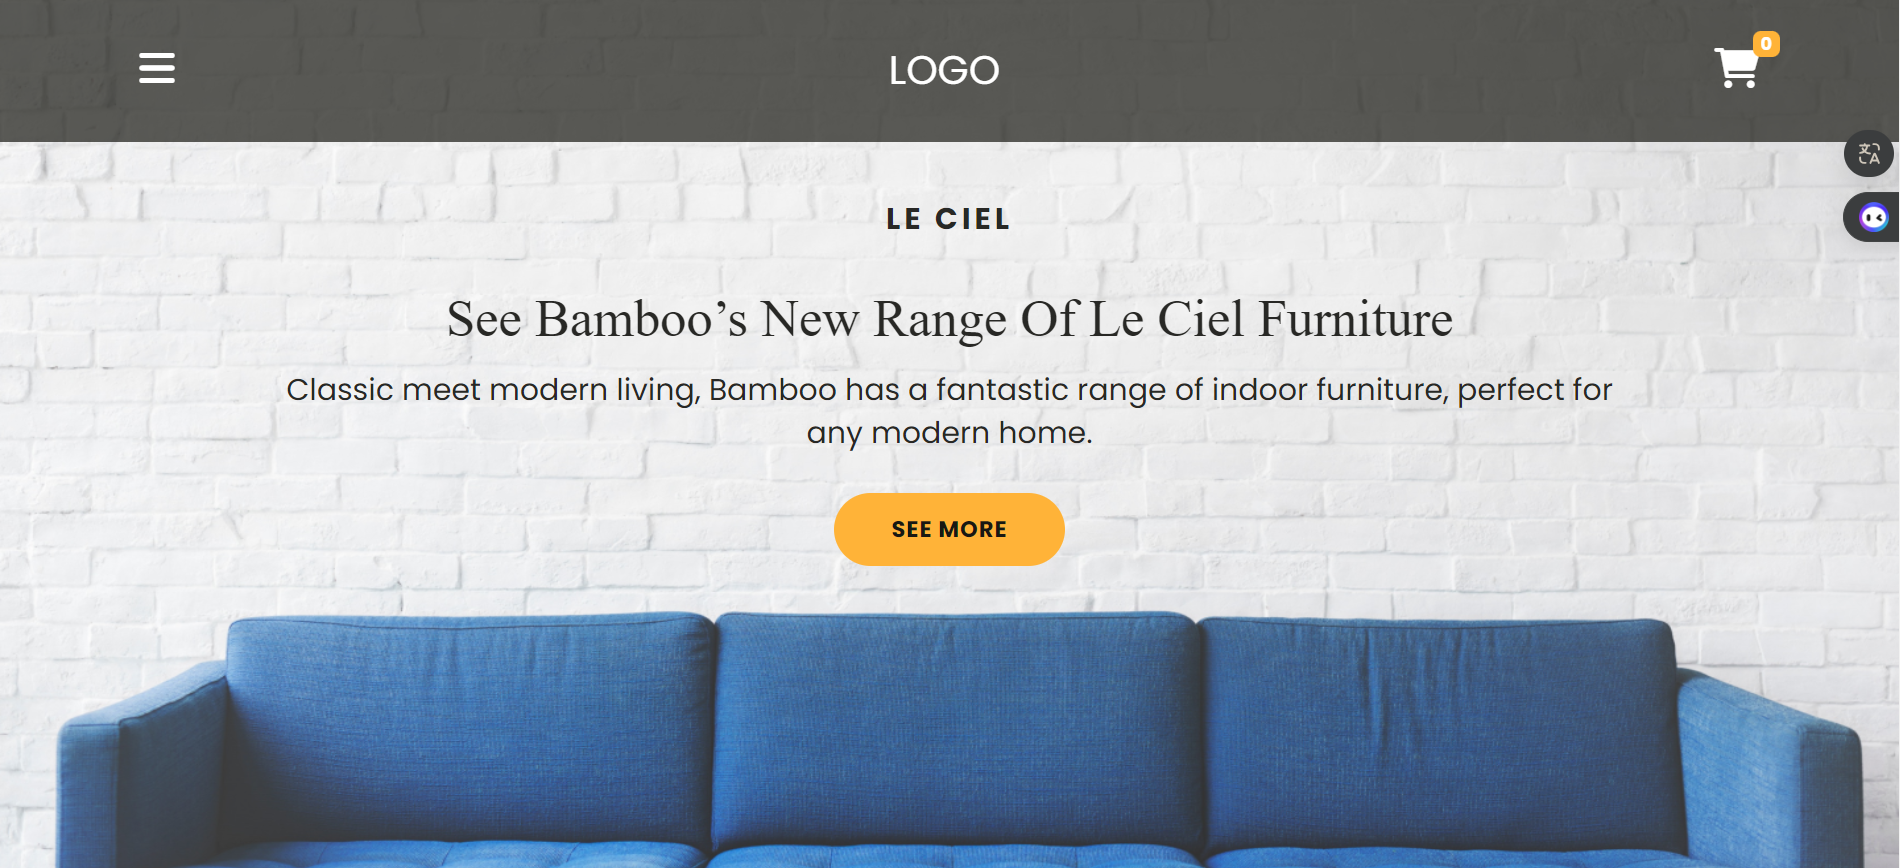 LOGO
0
LE CIEL
See Bamboo’s New Range Of Le Ciel Furniture
Classic meet modern living, Bamboo has a fantastic range of indoor furniture, perfect for
any modern home.
SEE MORE